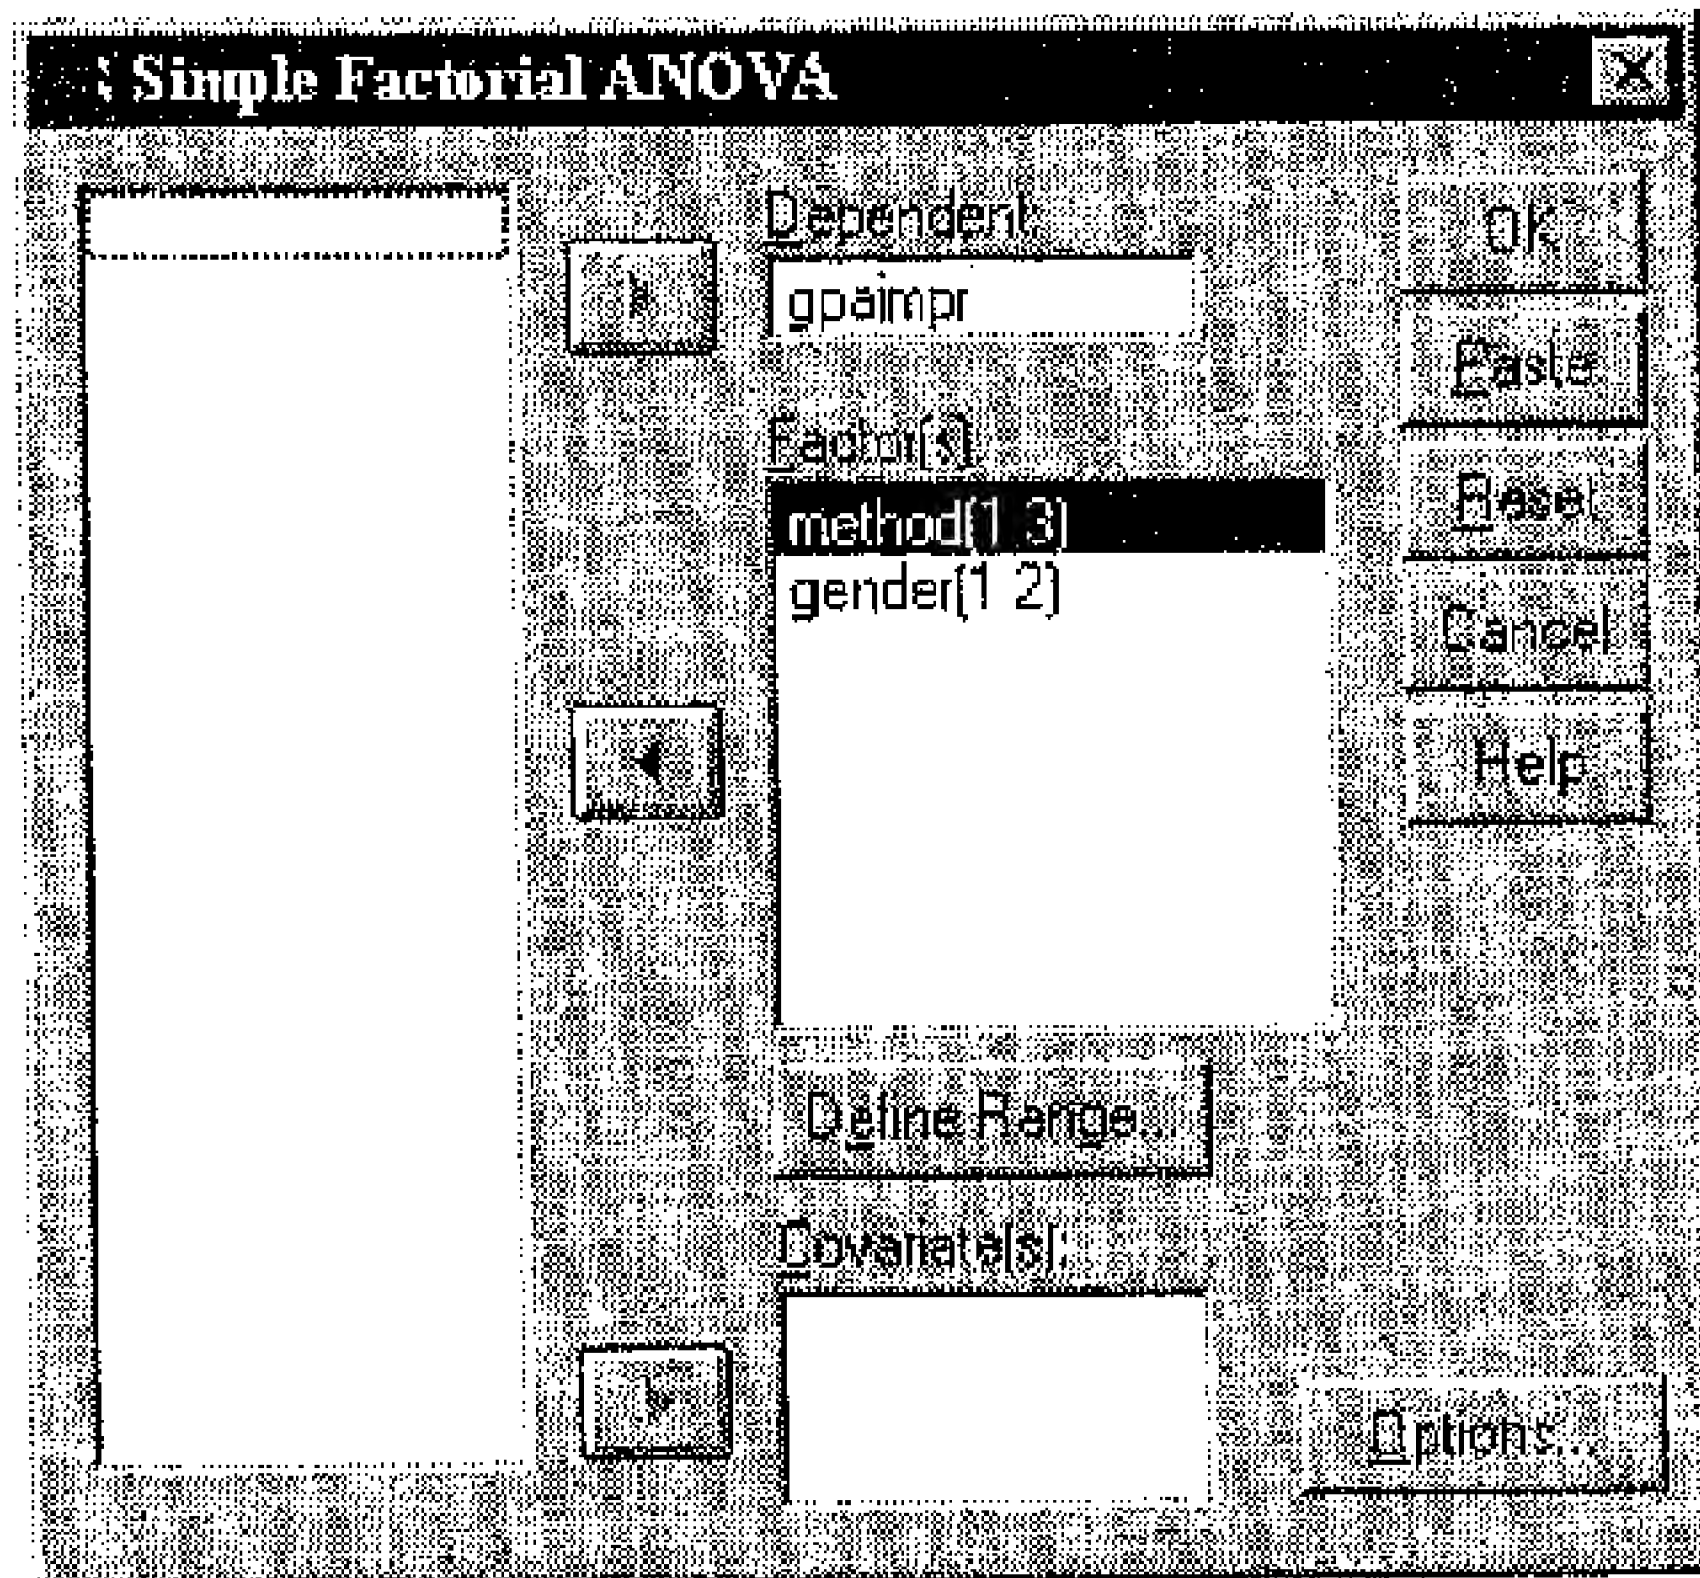 Simple Factorial ANOVA
Dependent:
gpaimpr
Factor(s):
method(1 3)
gender(1 2)
Define Range...
Covariate(s):
OK
Paste
Reset
Cancel
Help
Options...